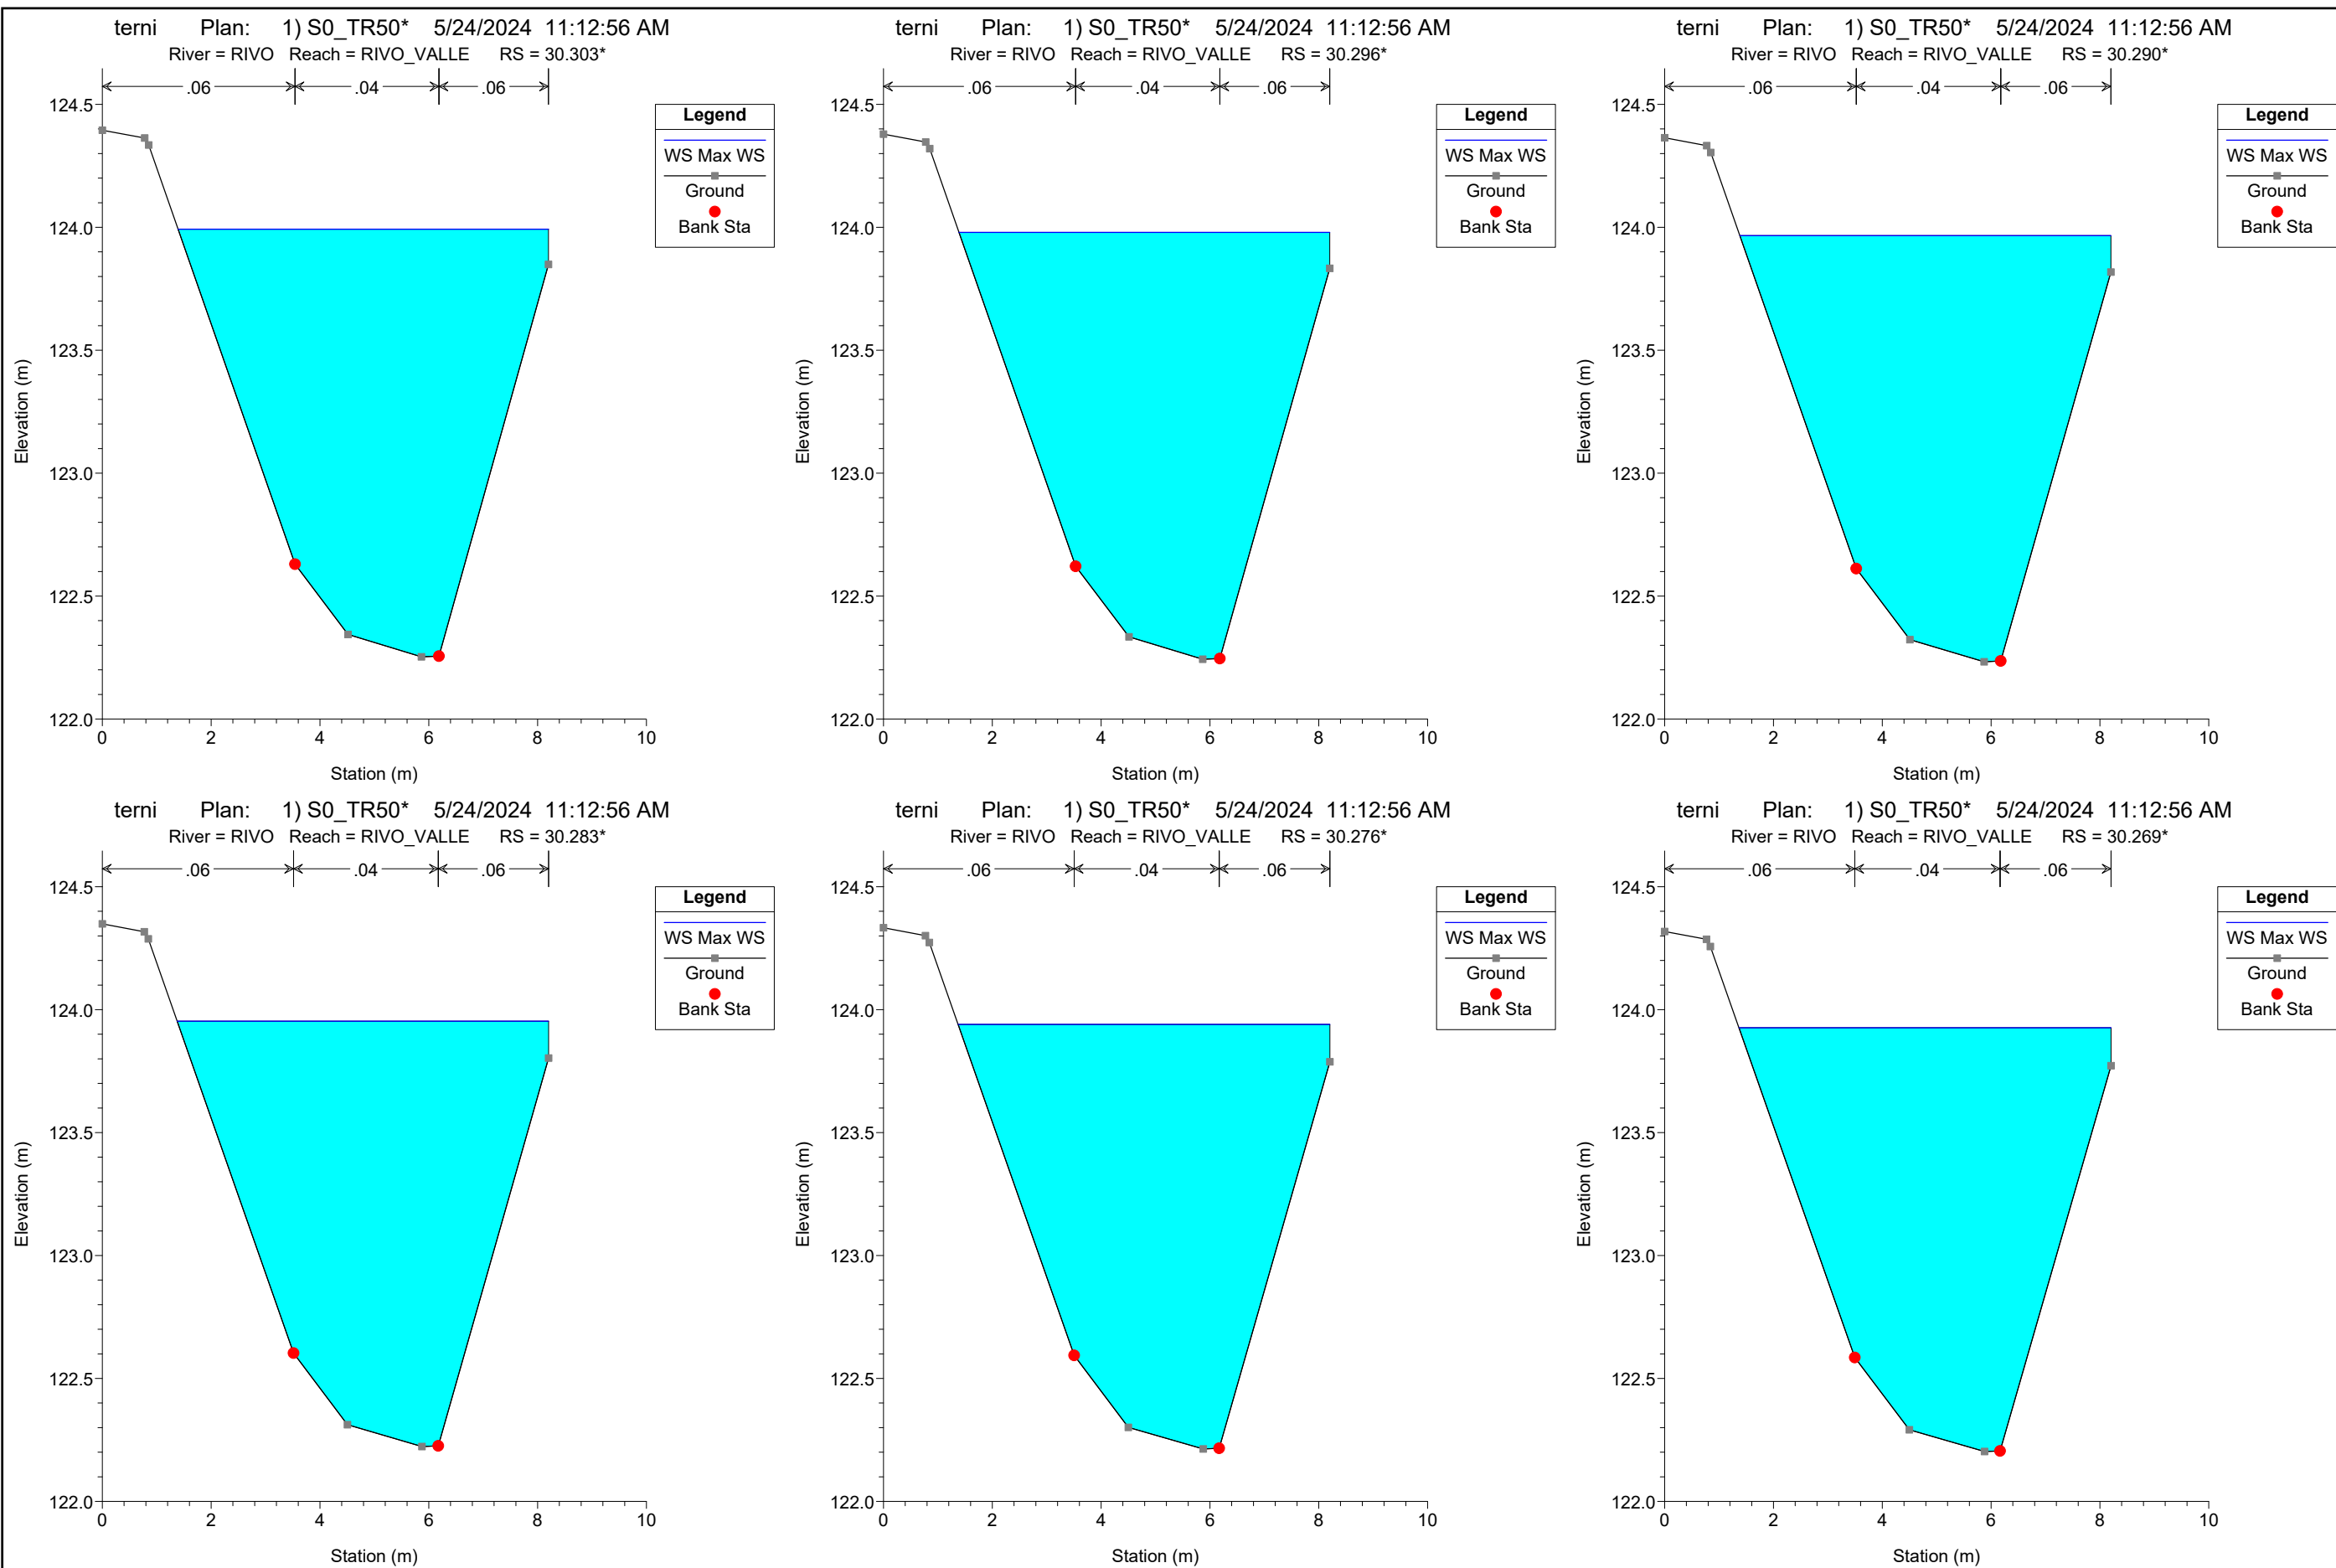 terni Plan: 1) S0_TR50* 5/24/2024 11:12:56 AM
River = RIVO Reach = RIVO_VALLE RS = 30.303*
.06 .04 .06
Legend
WS Max WS
Ground
Bank Sta
124.5
124.0
123.5
123.0
122.5
122.0
0 2 4 6 8 10
Elevation (m)
Station (m)
terni Plan: 1) S0_TR50* 5/24/2024 11:12:56 AM
River = RIVO Reach = RIVO_VALLE RS = 30.296*
.06 .04 .06
Legend
WS Max WS
Ground
Bank Sta
124.5
124.0
123.5
123.0
122.5
122.0
0 2 4 6 8 10
Elevation (m)
Station (m)
terni Plan: 1) S0_TR50* 5/24/2024 11:12:56 AM
River = RIVO Reach = RIVO_VALLE RS = 30.290*
.06 .04 .06
Legend
WS Max WS
Ground
Bank Sta
124.5
124.0
123.5
123.0
122.5
122.0
0 2 4 6 8 10
Elevation (m)
Station (m)
terni Plan: 1) S0_TR50* 5/24/2024 11:12:56 AM
River = RIVO Reach = RIVO_VALLE RS = 30.283*
.06 .04 .06
Legend
WS Max WS
Ground
Bank Sta
124.5
124.0
123.5
123.0
122.5
122.0
0 2 4 6 8 10
Elevation (m)
Station (m)
terni Plan: 1) S0_TR50* 5/24/2024 11:12:56 AM
River = RIVO Reach = RIVO_VALLE RS = 30.276*
.06 .04 .06
Legend
WS Max WS
Ground
Bank Sta
124.5
124.0
123.5
123.0
122.5
122.0
0 2 4 6 8 10
Elevation (m)
Station (m)
terni Plan: 1) S0_TR50* 5/24/2024 11:12:56 AM
River = RIVO Reach = RIVO_VALLE RS = 30.269*
.06 .04 .06
Legend
WS Max WS
Ground
Bank Sta
124.5
124.0
123.5
123.0
122.5
122.0
0 2 4 6 8 10
Elevation (m)
Station (m)